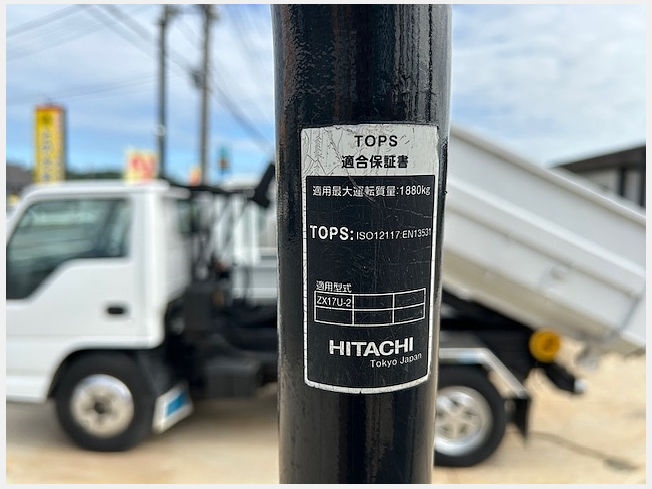 TOPS
適合保証書
適用最大運転質量:1880kg
TOPS: ISO12117:EN13531
適用型式
ZX17U-2
HITACHI
Tokyo Japan